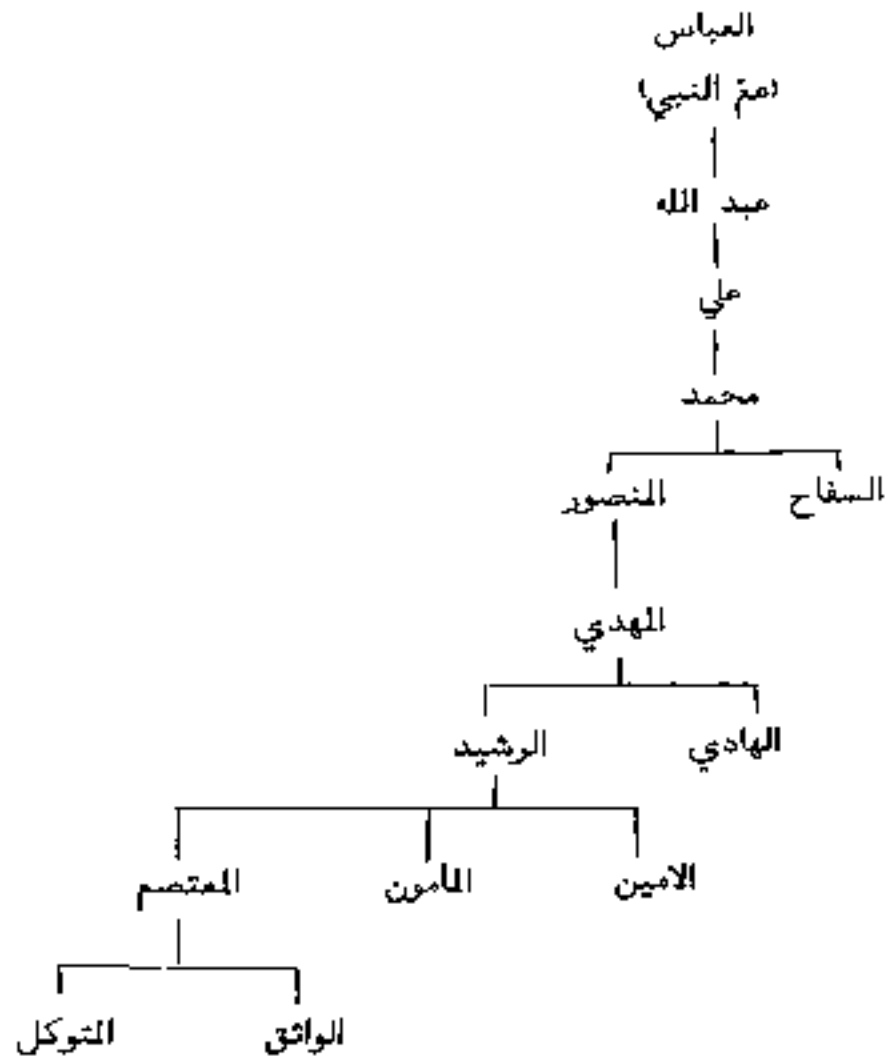 العباس
(عمّ النبي)
عبد الله
علي
محمد
السفاح
المنصور
المهدي
الهادي
الرشيد
الامين
المأمون
المعتصم
الواثق
المتوكل